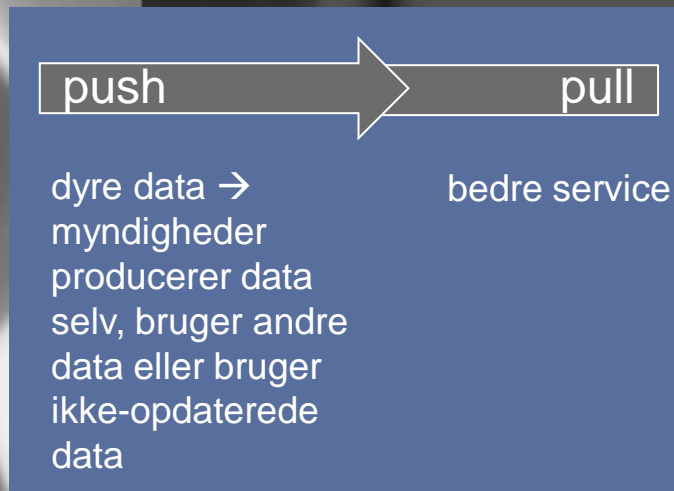 push
pull
dyre data →
myndigheder
producerer data
selv, bruger andre
data eller bruger
ikke-opdaterede
data
bedre service